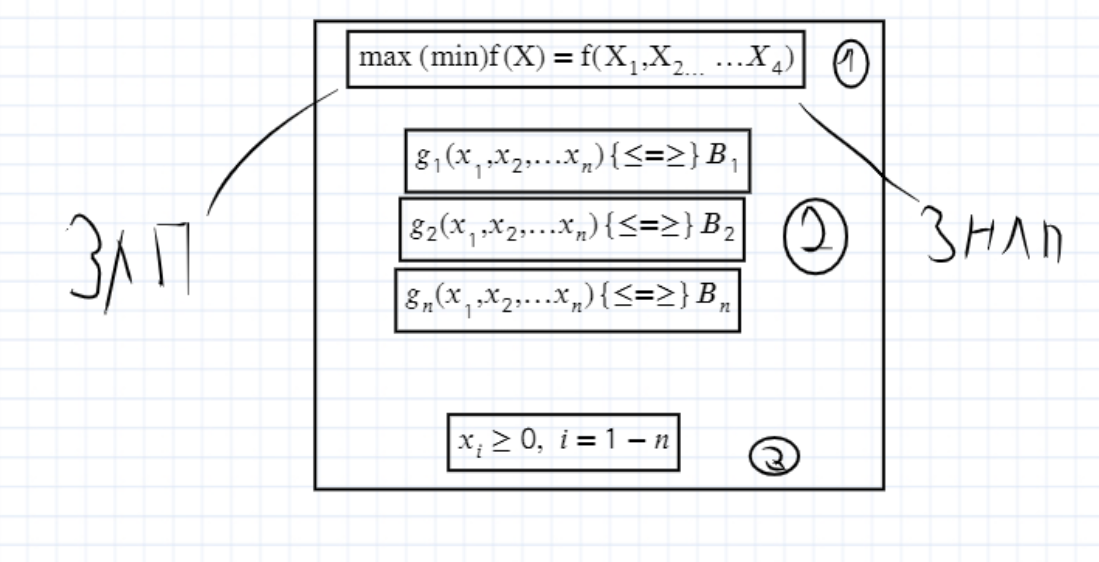 max (min)f(X) = f(X₁,X₂... ...X₄) 1
g₁(x₁,x₂,...xₙ){≤=≥} B₁
ЗЛП g₂(x₁,x₂,...xₙ){≤=≥} B₂ 2 ЗНЛП
gₙ(x₁,x₂,...xₙ){≤=≥} Bₙ
xᵢ ≥ 0, i = 1 − n 3